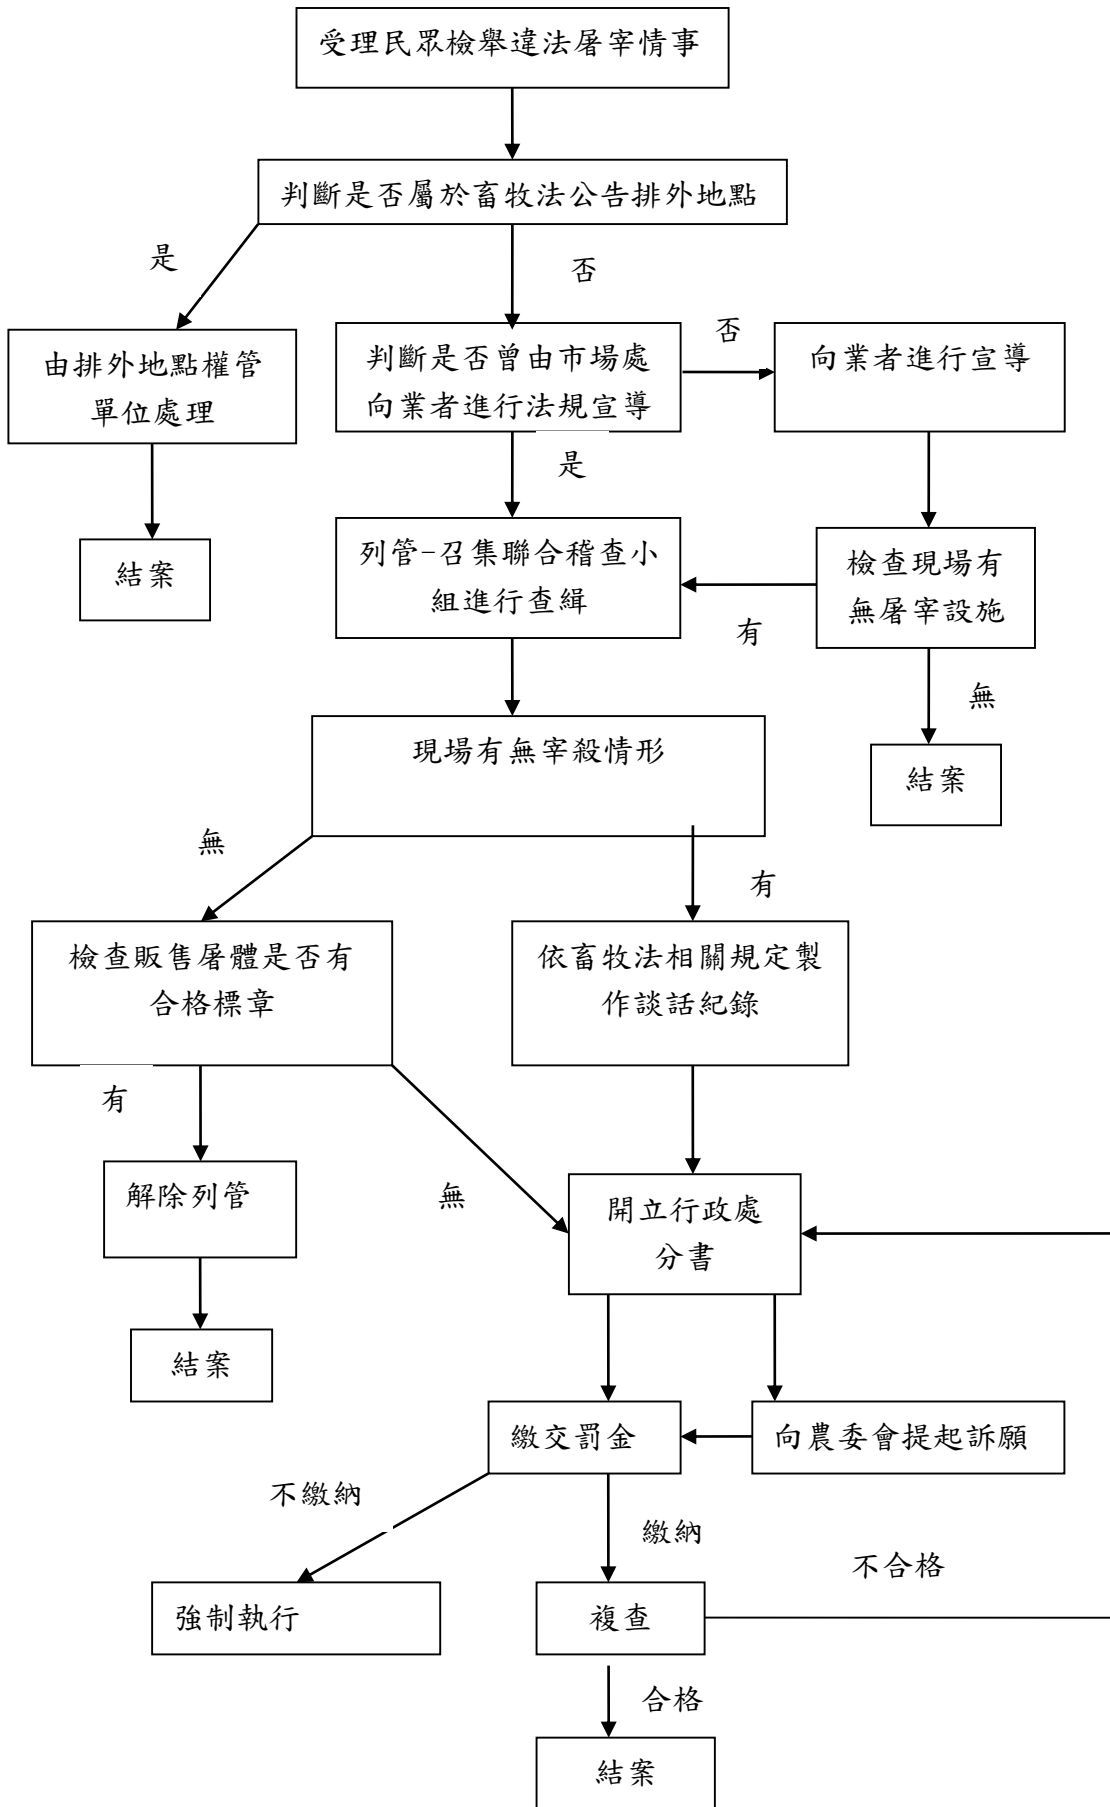 受理民眾檢舉違法屠宰情事
判斷是否屬於畜牧法公告排外地點
是
否
由排外地點權管
單位處理
判斷是否曾由市場處
向業者進行法規宣導
否
向業者進行宣導
是
結案
列管-召集聯合稽查小
組進行查緝
有
檢查現場有
無屠宰設施
無
結案
現場有無宰殺情形
無
有
檢查販售屠體是否有
合格標章
依畜牧法相關規定製
作談話紀錄
有
無
解除列管
開立行政處
分書
結案
繳交罰金
向農委會提起訴願
不繳納
繳納
不合格
強制執行
複查
合格
結案